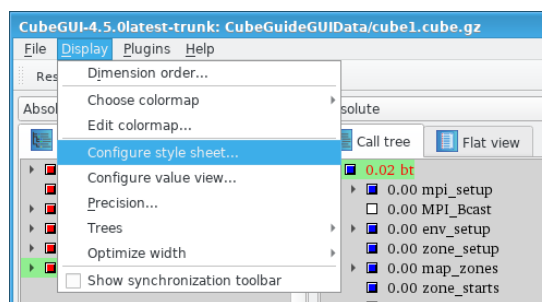 CubeGUI-4.5.0latest-trunk: CubeGuideGUIData/cube1.cube.gz
File Display Plugins Help
Res
Dimension order...
Absol
Choose colormap
solute
Edit colormap...
Call tree
Flat view
Configure style sheet...
0.02 bt
Configure value view...
0.00 mpi_setup
Precision...
0.00 MPI_Bcast
Trees
0.00 env_setup
0.00 zone_setup
Optimize width
0.00 map_zones
Show synchronization toolbar
0.00 zone_starts